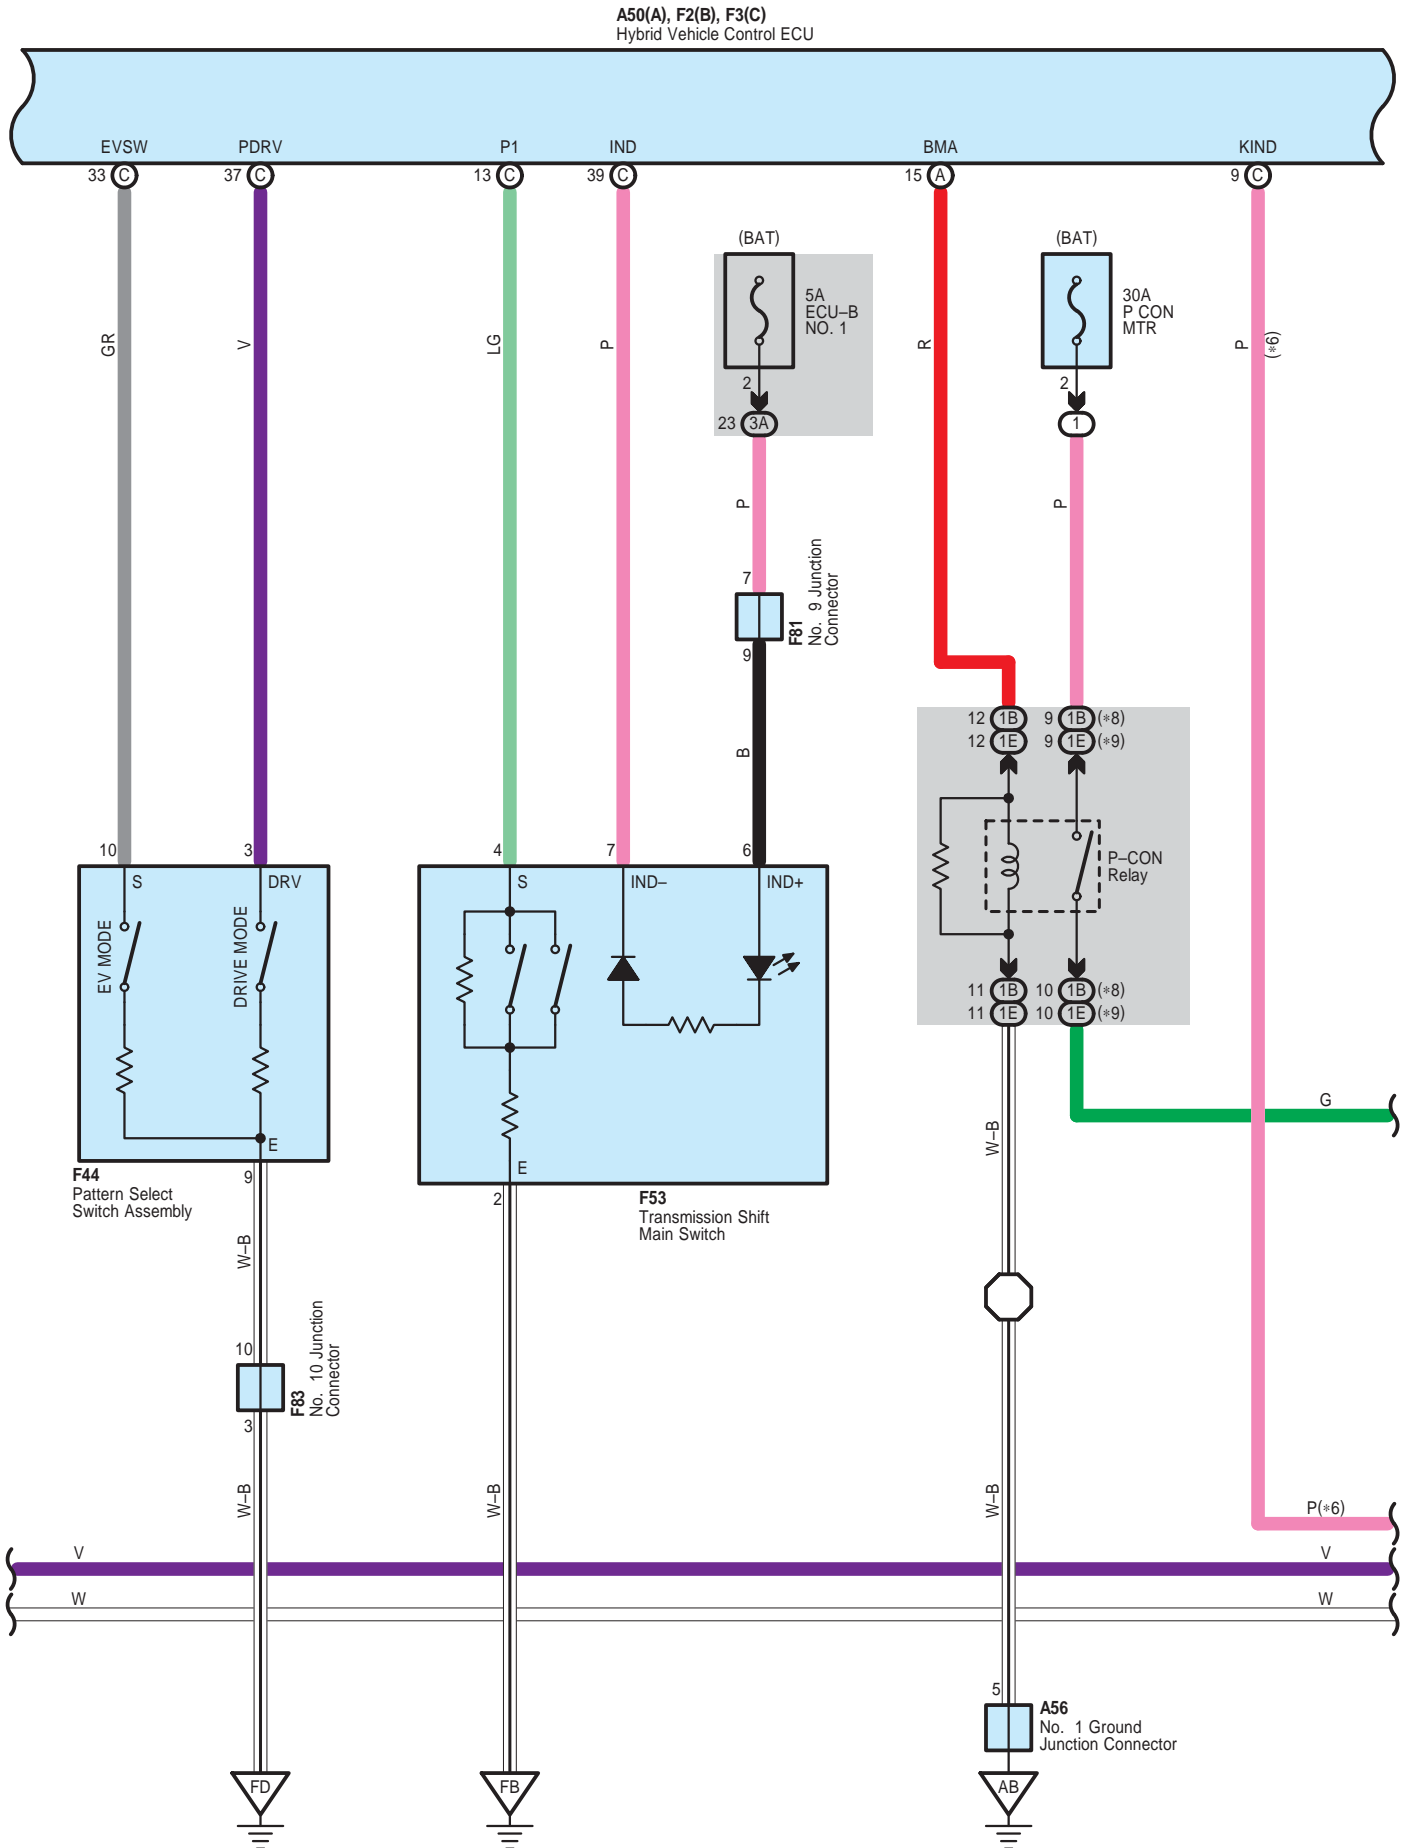 A50(A), F2(B), F3(C)
Hybrid Vehicle Control ECU
EVSW
PDRV
P1
IND
BMA
KIND
33 C
37 C
13 C
39 C
15 A
9 C
(BAT)
(BAT)
5A
ECU–B
NO. 1
30A
P CON
MTR
GR
V
LG
P
R
P
(*6)
2
2
23 3A
1
P
P
7
F81
No. 9 Junction
Connector
9
B
12 1B 9 1B (*8)
12 1E 9 1E (*9)
P–CON
Relay
11 1B 10 1B (*8)
11 1E 10 1E (*9)
10
3
4
7
6
S
DRV
S
IND–
IND+
EV MODE
DRIVE MODE
E
E
G
W–B
F44
Pattern Select
Switch Assembly
9
2
F53
Transmission Shift
Main Switch
W–B
10
F83
No. 10 Junction
Connector
3
W–B
W–B
W–B
P(*6)
V
V
W
W
5
A56
No. 1 Ground
Junction Connector
FD
FB
AB